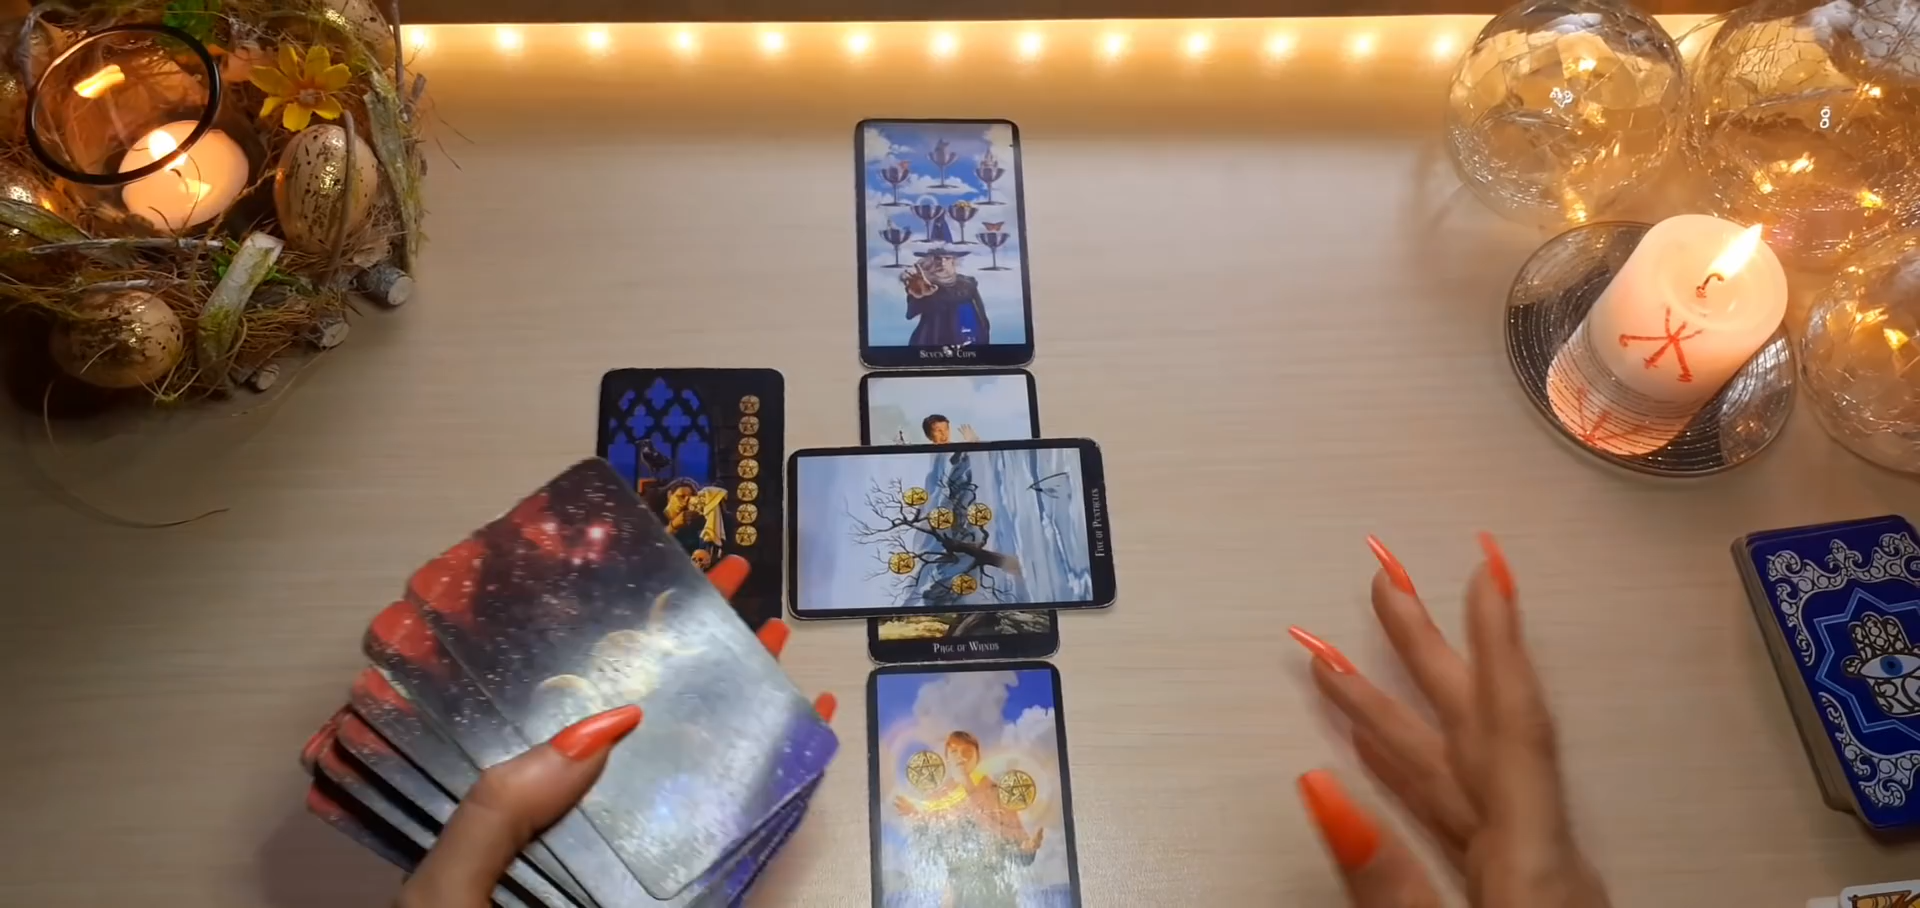 Seven of Cups
Five of Pentacles
Page of Wands